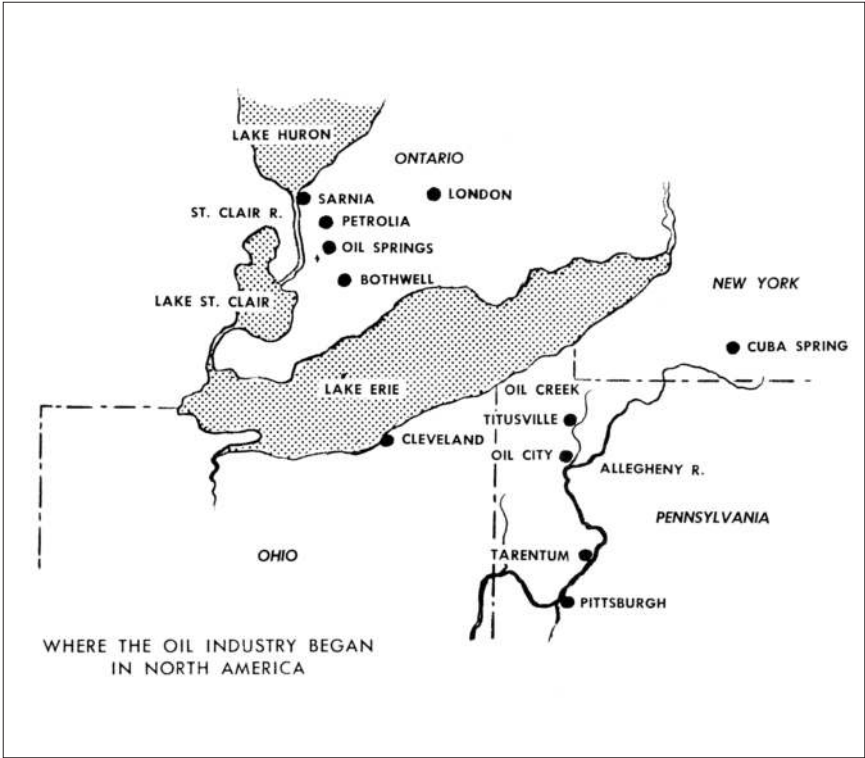 LAKE HURON
ONTARIO
SARNIA
LONDON
ST. CLAIR R.
PETROLIA
OIL SPRINGS
BOTHWELL
LAKE ST. CLAIR
NEW YORK
CUBA SPRING
LAKE ERIE
OIL CREEK
TITUSVILLE
CLEVELAND
OIL CITY
ALLEGHENY R.
PENNSYLVANIA
OHIO
TARENTUM
PITTSBURGH
WHERE THE OIL INDUSTRY BEGAN
IN NORTH AMERICA